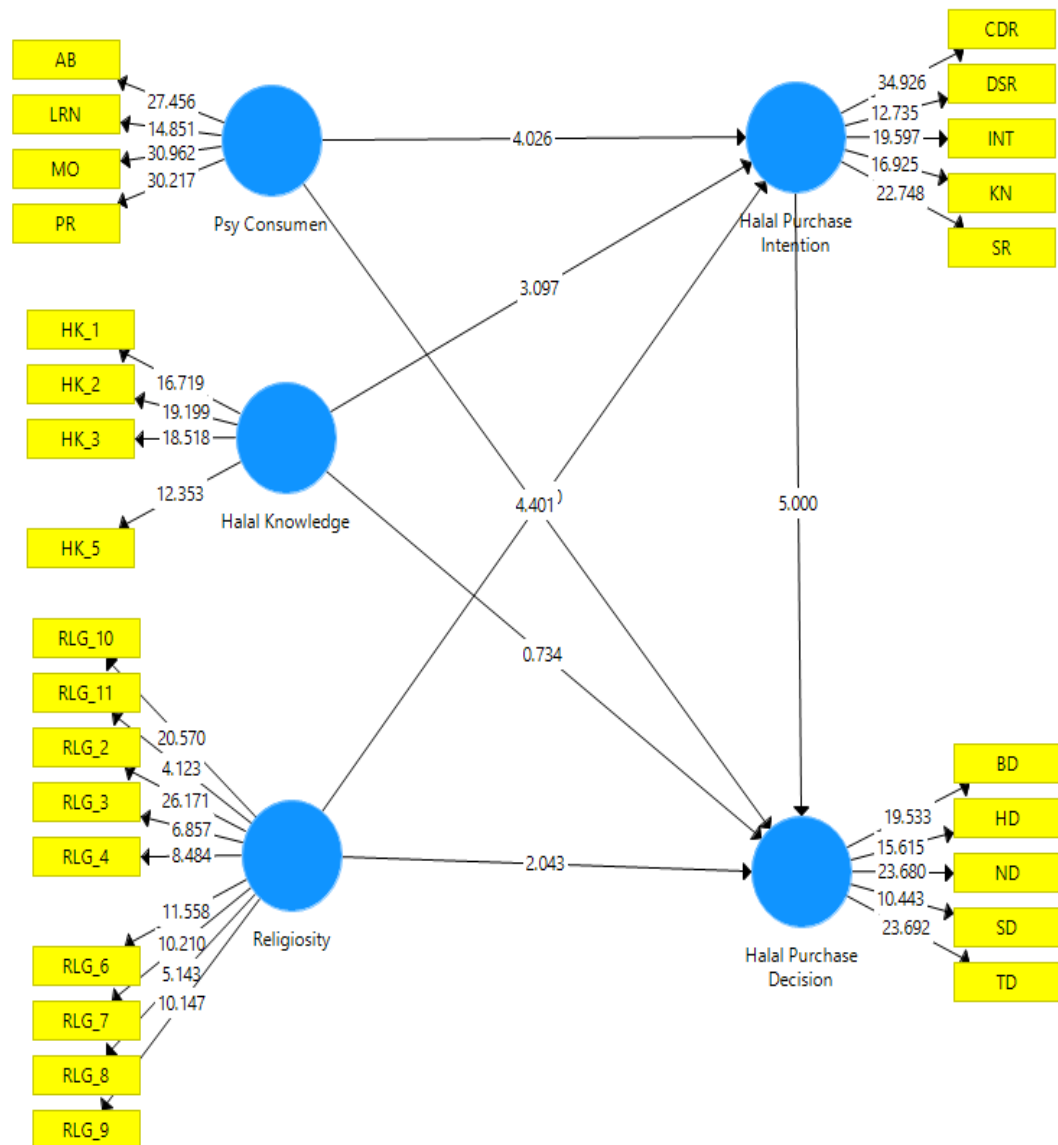 AB
LRN
MO
PR
27.456
14.851
30.962
30.217
Psy Consumen
4.026
CDR
DSR
INT
KN
SR
34.926
12.735
19.597
16.925
22.748
Halal Purchase
Intention
HK_1
HK_2
HK_3
HK_5
16.719
19.199
18.518
12.353
Halal Knowledge
3.097
4.401
5.000
0.734
RLG_10
RLG_11
RLG_2
RLG_3
RLG_4
RLG_6
RLG_7
RLG_8
RLG_9
20.570
4.123
26.171
6.857
8.484
11.558
10.210
5.143
10.147
Religiosity
2.043
BD
HD
ND
SD
TD
19.533
15.615
23.680
10.443
23.692
Halal Purchase
Decision